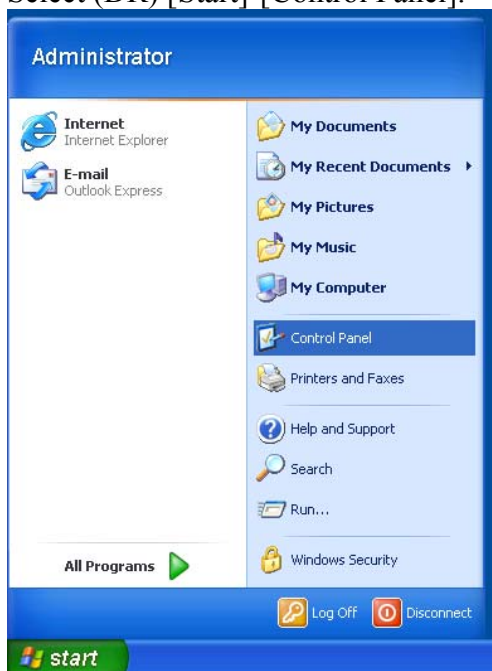 Select (DR) [Start]-[Control Panel].
Administrator
Internet
Internet Explorer
E-mail
Outlook Express
All Programs
My Documents
My Recent Documents
My Pictures
My Music
My Computer
Control Panel
Printers and Faxes
Help and Support
Search
Run...
Windows Security
Log Off
Disconnect
start